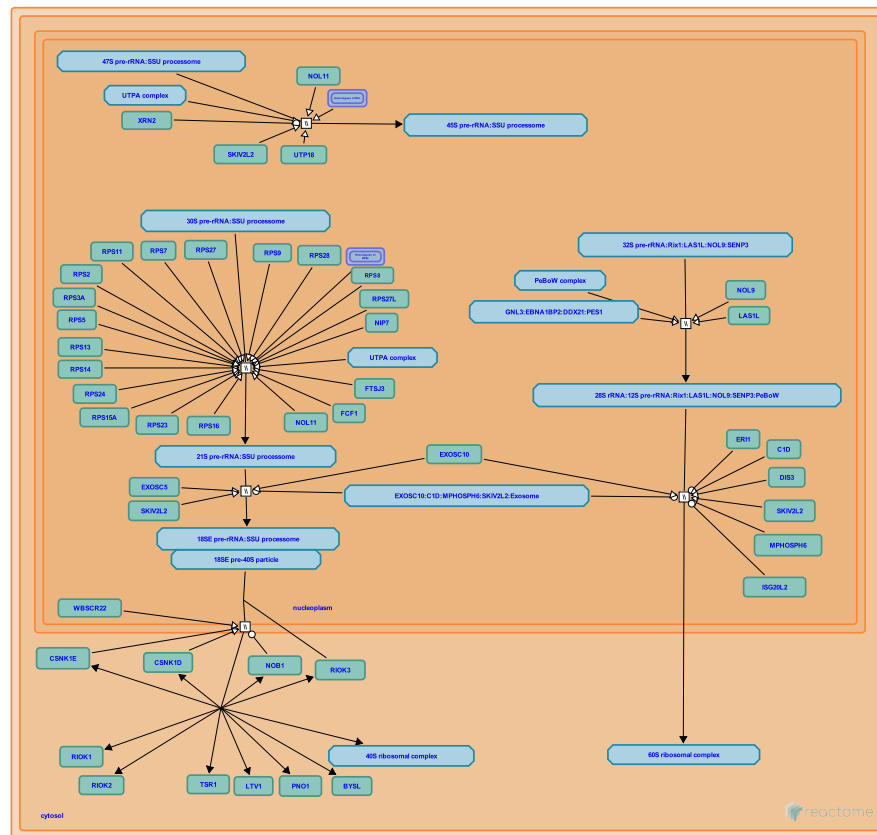 47S pre-rRNA:SSU processome
NOL11
UTPA complex
XRN2
45S pre-rRNA:SSU processome
SKIV2L2
UTP18
30S pre-rRNA:SSU processome
32S pre-rRNA:Rix1:LAS1L:NOL9:SENP3
RPS11
RPS7
RPS27
RPS9
RPS28
RPS2
RPS8
PeBoW complex
NOL9
RPS3A
RPS27L
GNL3:EBNA1BP2:DDX21:PES1
LAS1L
RPS5
NIP7
RPS13
UTPA complex
RPS14
RPS24
FTSJ3
28S rRNA:12S pre-rRNA:Rix1:LAS1L:NOL9:SENP3:PeBoW
RPS15A
RPS23
RPS16
NOL11
FCF1
ERI1
C1D
21S pre-rRNA:SSU processome
EXOSC10
DIS3
EXOSC5
EXOSC10:C1D:MPHOSPH6:SKIV2L2:Exosome
SKIV2L2
SKIV2L2
18SE pre-rRNA:SSU processome
MPHOSPH6
18SE pre-40S particle
ISG20L2
WBSCR22
nucleoplasm
CSNK1E
CSNK1D
NOB1
RIOK3
RIOK1
40S ribosomal complex
60S ribosomal complex
RIOK2
TSR1
LTV1
PNO1
BYSL
cytosol
reactome